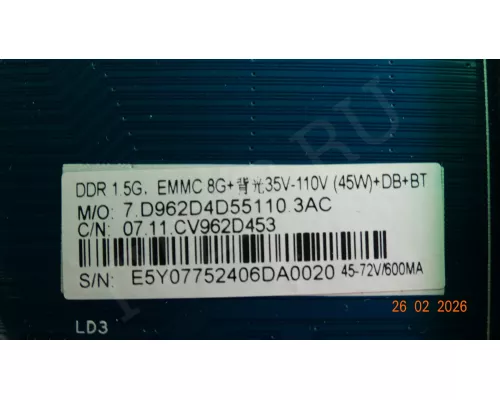 DDR 1.5G, EMMC 8G+背光35V-110V (45W)+DB+BT
M/O: 7.D962D4D55110.3AC
C/N: 07.11.CV962D453
S/N: E5Y07752406DA0020 45-72V/600MA
26 02 2026
LD3